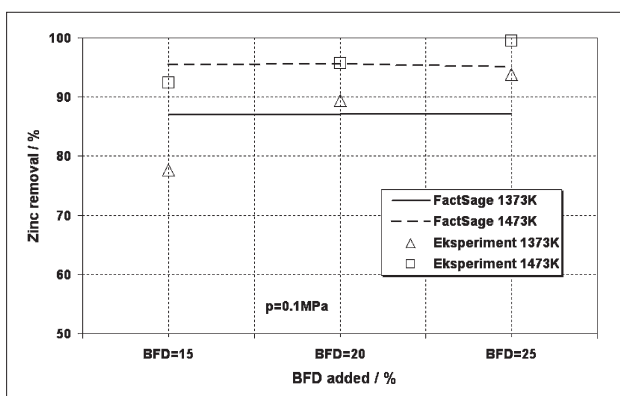 100
90
80
70
60
50
Zinc removal / %
FactSage 1373K
FactSage 1473K
Eksperiment 1373K
Eksperiment 1473K
p=0.1MPa
BFD=15 BFD=20 BFD=25
BFD added / %